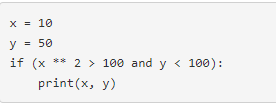 x = 10
y = 50
if (x ** 2 > 100 and y < 100):
    print(x, y)